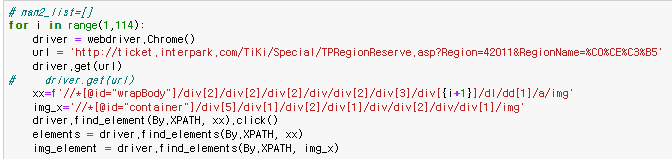 # nam2_list=[]
for i in range(1,114):
    driver = webdriver.Chrome()
    url = 'http://ticket.interpark.com/TiKi/Special/TPRegionReserve.asp?Region=42011&RegionName=%C0%CE%C3%B5'
    driver.get(url)
#     driver.get(url)
    xx=f'//*[@id="wrapBody"]/div[2]/div[2]/div[2]/div/div[2]/div[3]/div[{i+1}]/dl/dd[1]/a/img'
    img_x='//*[@id="container"]/div[5]/div[1]/div[2]/div[1]/div/div[2]/div/div[1]/img'
    driver.find_element(By.XPATH, xx).click()
    elements = driver.find_elements(By.XPATH, xx)
    img_element = driver.find_elements(By.XPATH, img_x)